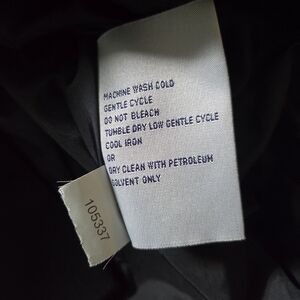 MACHINE WASH COLD
GENTLE CYCLE
DO NOT BLEACH
TUMBLE DRY LOW GENTLE CYCLE
COOL IRON
OR
DRY CLEAN WITH PETROLEUM
SOLVENT ONLY
105337